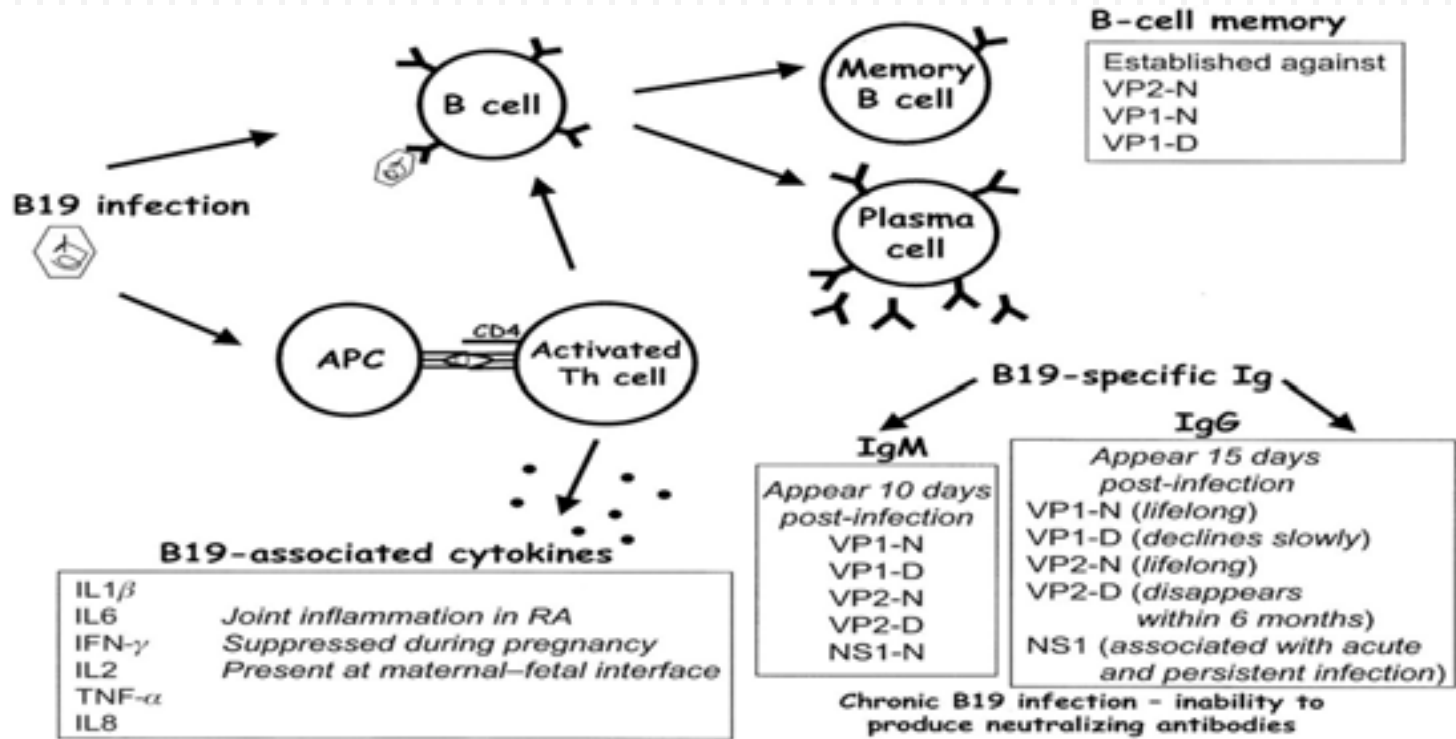 B cell
Memory
B cell
B-cell memory
Established against
VP2-N
VP1-N
VP1-D
B19 infection
Plasma
cell
APC
CD4
Activated
Th cell
B19-associated cytokines
IL1β
IL6 Joint inflammation in RA
IFN-γ Suppressed during pregnancy
IL2 Present at maternal–fetal interface
TNF-α
IL8
B19-specific Ig
IgM
Appear 10 days
post-infection
VP1-N
VP1-D
VP2-N
VP2-D
NS1-N
IgG
Appear 15 days
post-infection
VP1-N (lifelong)
VP1-D (declines slowly)
VP2-N (lifelong)
VP2-D (disappears
within 6 months)
NS1 (associated with acute
and persistent infection)
Chronic B19 infection - inability to
produce neutralizing antibodies